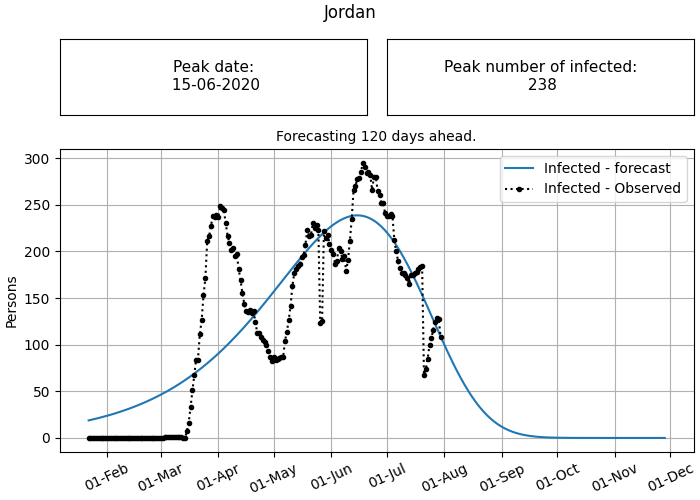 Jordan
Peak date:
15-06-2020
Peak number of infected:
238
Forecasting 120 days ahead.
Infected - forecast
Infected - Observed
Persons
300
250
200
150
100
50
0
01-Feb
01-Mar
01-Apr
01-May
01-Jun
01-Jul
01-Aug
01-Sep
01-Oct
01-Nov
01-Dec